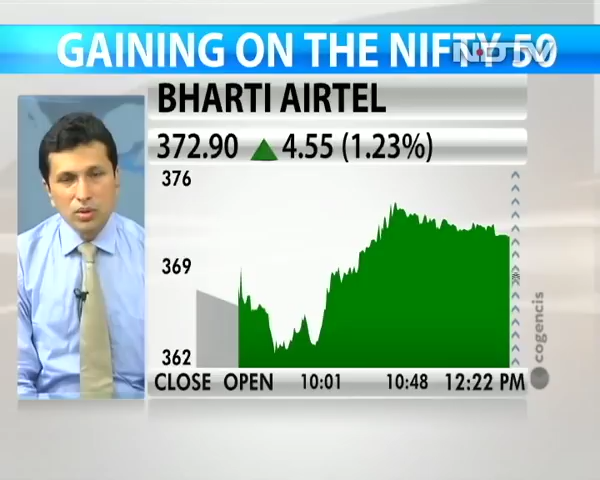 GAINING ON THE NIFTY 50
NDTV
BHARTI AIRTEL
372.90 ▲ 4.55 (1.23%)
376
369
362
CLOSE OPEN 10:01 10:48 12:22 PM
cogencis